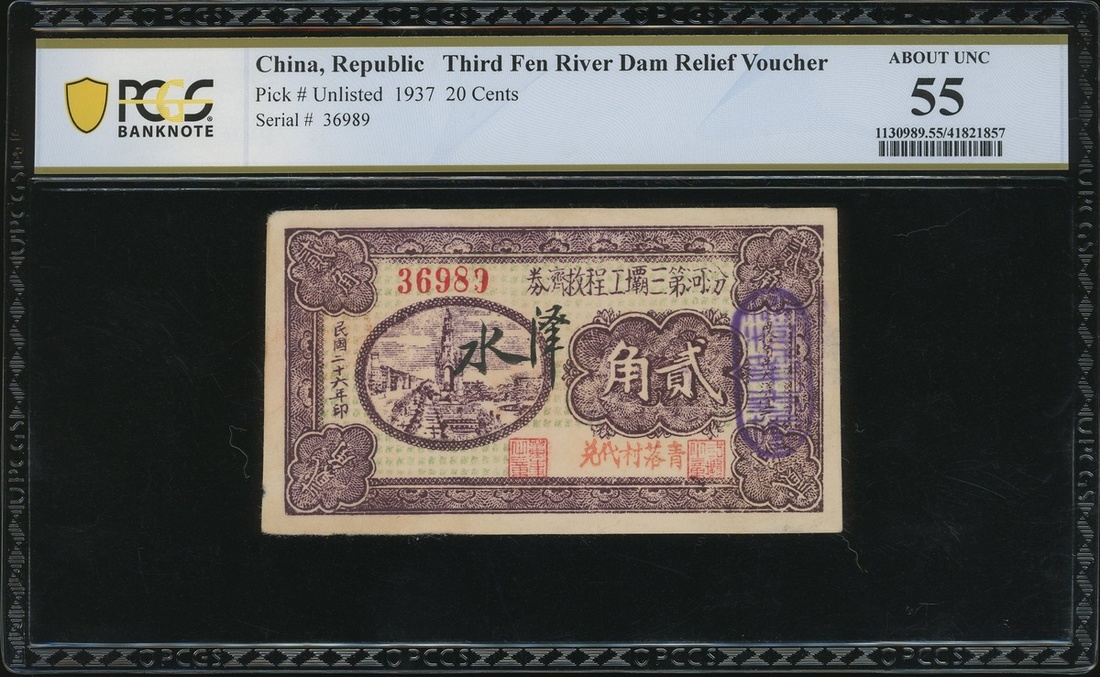 PCGS
BANKNOTE
China, Republic Third Fen River Dam Relief Voucher
Pick # Unlisted 1937 20 Cents
Serial # 36989
ABOUT UNC
55
1130989.55/41821857
36989
汾河第三壩工程救濟券
民國二十六年印
水 澤
貳角
青落村代兌
貳角